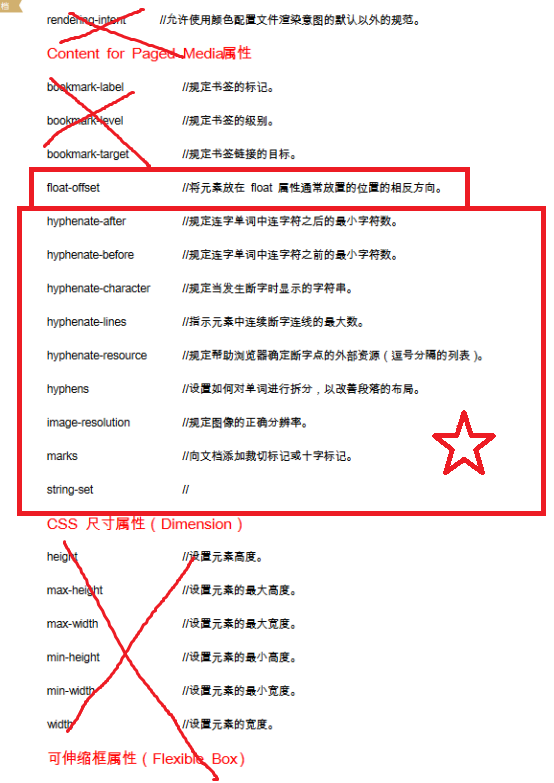 档
rendering-intent //允许使用颜色配置文件渲染意图的默认以外的规范。
Content for Paged Media属性
bookmark-label //规定书签的标记。
bookmark-level //规定书签的级别。
bookmark-target //规定书签链接的目标。
float-offset //将元素放在 float 属性通常放置的位置的相反方向。
hyphenate-after //规定连字单词中连字符之后的最小字符数。
hyphenate-before //规定连字单词中连字符之前的最小字符数。
hyphenate-character //规定当发生断字时显示的字符串。
hyphenate-lines //指示元素中连续断字连线的最大数。
hyphenate-resource //规定帮助浏览器确定断字点的外部资源（逗号分隔的列表）。
hyphens //设置如何对单词进行拆分，以改善段落的布局。
image-resolution //规定图像的正确分辨率。
marks //向文档添加裁切标记或十字标记。
string-set //
CSS 尺寸属性（Dimension）
height //设置元素高度。
max-height //设置元素的最大高度。
max-width //设置元素的最大宽度。
min-height //设置元素的最小高度。
min-width //设置元素的最小宽度。
width //设置元素的宽度。
可伸缩框属性（Flexible Box）